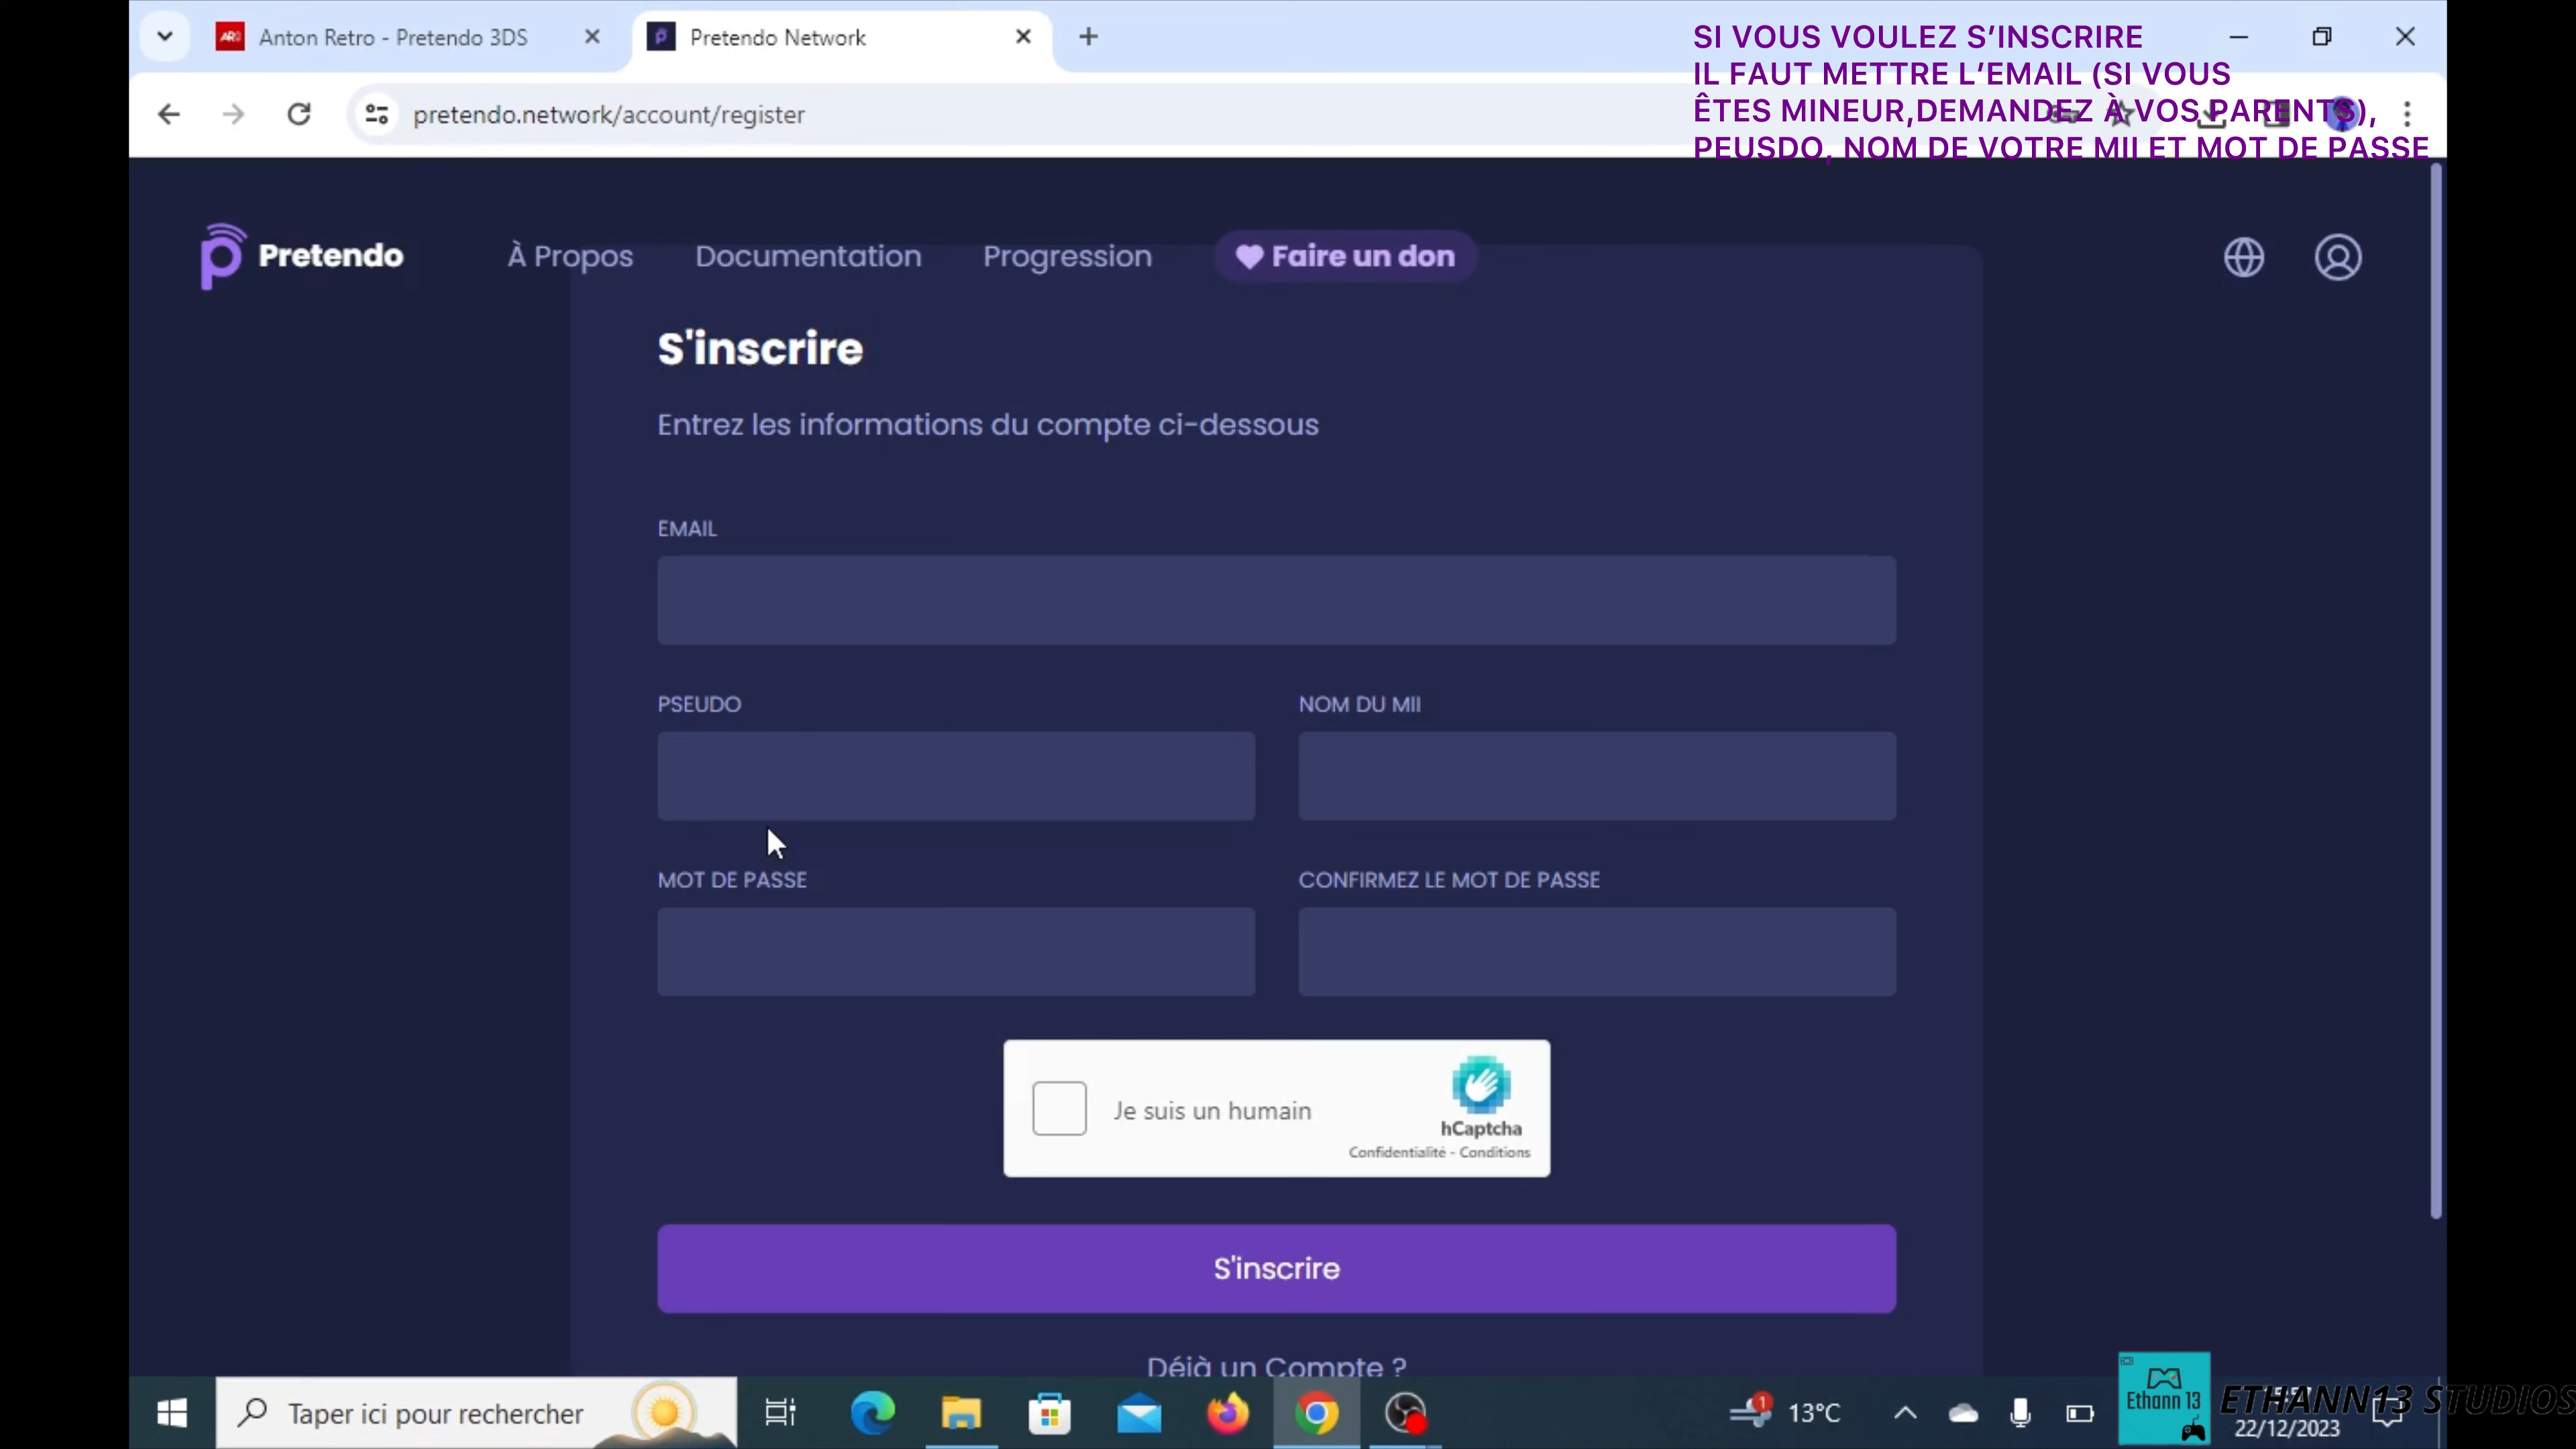 Anton Retro - Pretendo 3DS
Pretendo Network
SI VOUS VOULEZ S’INSCRIRE
IL FAUT METTRE L’EMAIL (SI VOUS
ÊTES MINEUR,DEMANDEZ À VOS PARENTS),
PEUSDO, NOM DE VOTRE MII ET MOT DE PASSE
pretendo.network/account/register
Pretendo
À Propos
Documentation
Progression
Faire un don
S'inscrire
Entrez les informations du compte ci-dessous
EMAIL
PSEUDO
NOM DU MII
MOT DE PASSE
CONFIRMEZ LE MOT DE PASSE
Je suis un humain
hCaptcha
Confidentialité - Conditions
S'inscrire
Déjà un Compte ?
Taper ici pour rechercher
1
13°C
Ethann 13
ETHANN13 STUDIOS
22/12/2023